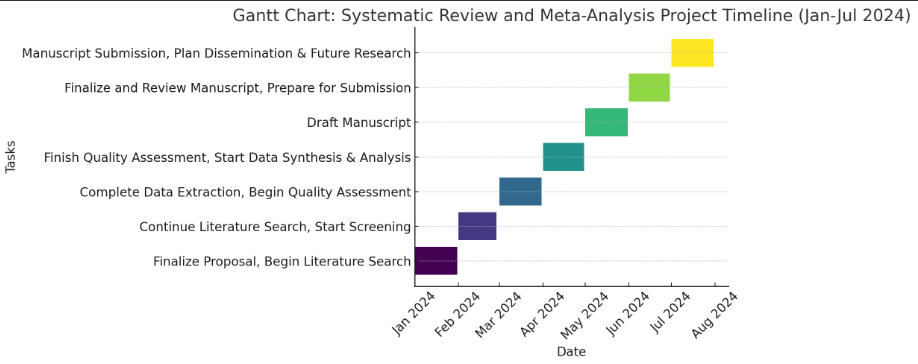 Gantt Chart: Systematic Review and Meta-Analysis Project Timeline (Jan-Jul 2024)
Manuscript Submission, Plan Dissemination & Future Research
Finalize and Review Manuscript, Prepare for Submission
Draft Manuscript
Finish Quality Assessment, Start Data Synthesis & Analysis
Complete Data Extraction, Begin Quality Assessment
Continue Literature Search, Start Screening
Finalize Proposal, Begin Literature Search
Tasks
Jan 2024
Feb 2024
Mar 2024
Apr 2024
May 2024
Jun 2024
Jul 2024
Aug 2024
Date